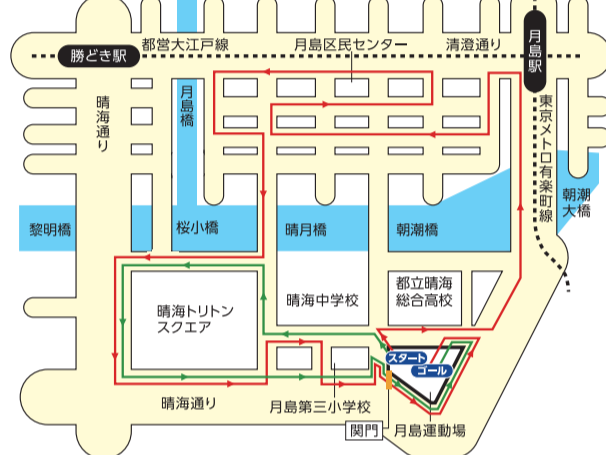 都営大江戸線
月島区民センター
清澄通り
勝どき駅
月島駅
月島橋
晴海通り
東京メトロ有楽町線
朝潮
大橋
黎明橋
桜小橋
晴月橋
朝潮橋
晴海トリトン
スクエア
晴海中学校
都立晴海
総合高校
スタート
ゴール
晴海通り
月島第三小学校
関門
月島運動場